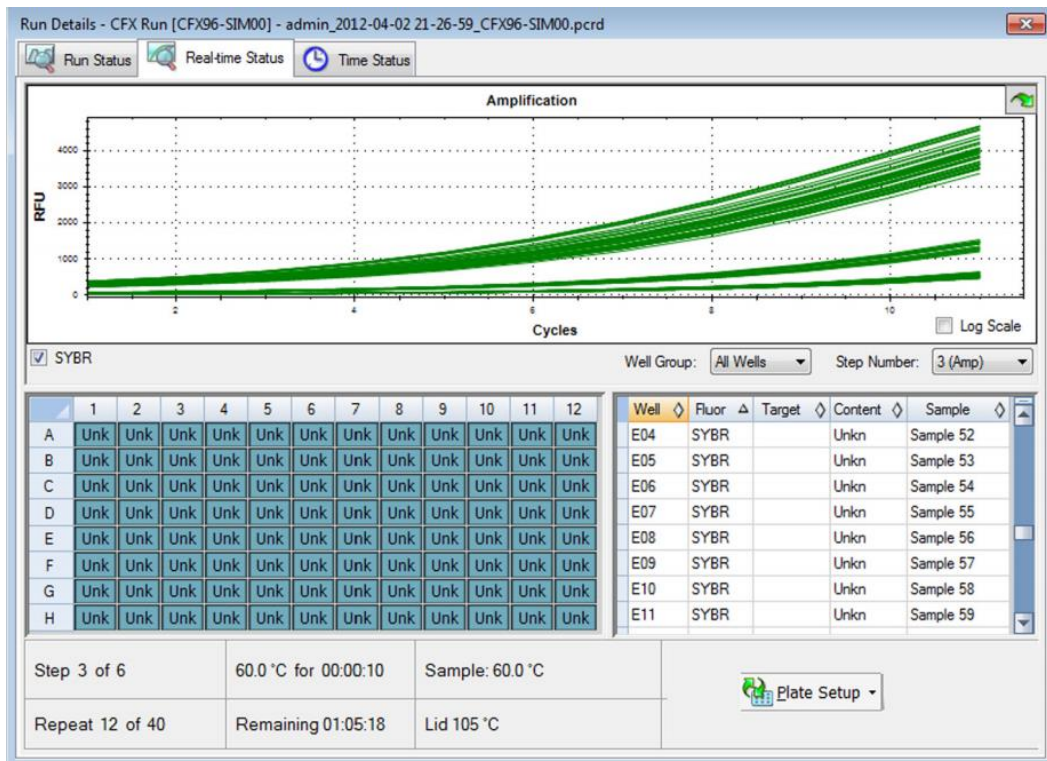 Run Details - CFX Run [CFX96-SIM00] - admin_2012-04-02 21-26-59_CFX96-SIM00.pcrd
Run Status Real-time Status Time Status
Amplification
4000
3000
2000
1000
0
RFU
2 4 6 8 10
Cycles
Log Scale
SYBR
Well Group: All Wells Step Number: 3 (Amp)
1 2 3 4 5 6 7 8 9 10 11 12
A Unk Unk Unk Unk Unk Unk Unk Unk Unk Unk Unk Unk
B Unk Unk Unk Unk Unk Unk Unk Unk Unk Unk Unk Unk
C Unk Unk Unk Unk Unk Unk Unk Unk Unk Unk Unk Unk
D Unk Unk Unk Unk Unk Unk Unk Unk Unk Unk Unk Unk
E Unk Unk Unk Unk Unk Unk Unk Unk Unk Unk Unk Unk
F Unk Unk Unk Unk Unk Unk Unk Unk Unk Unk Unk Unk
G Unk Unk Unk Unk Unk Unk Unk Unk Unk Unk Unk Unk
H Unk Unk Unk Unk Unk Unk Unk Unk Unk Unk Unk Unk
Well Fluor Target Content Sample
E04 SYBR Unkn Sample 52
E05 SYBR Unkn Sample 53
E06 SYBR Unkn Sample 54
E07 SYBR Unkn Sample 55
E08 SYBR Unkn Sample 56
E09 SYBR Unkn Sample 57
E10 SYBR Unkn Sample 58
E11 SYBR Unkn Sample 59
Step 3 of 6 60.0 °C for 00:00:10 Sample: 60.0 °C
Plate Setup
Repeat 12 of 40 Remaining 01:05:18 Lid 105 °C